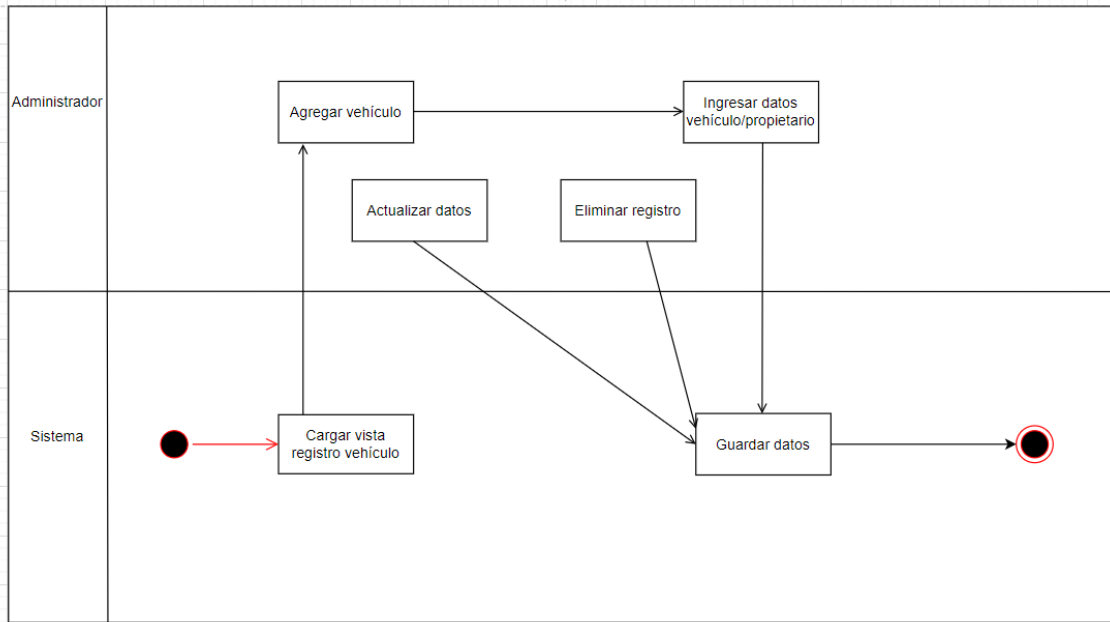 Administrador
Agregar vehículo
Ingresar datos
vehículo/propietario
Actualizar datos
Eliminar registro
Sistema
Cargar vista
registro vehículo
Guardar datos